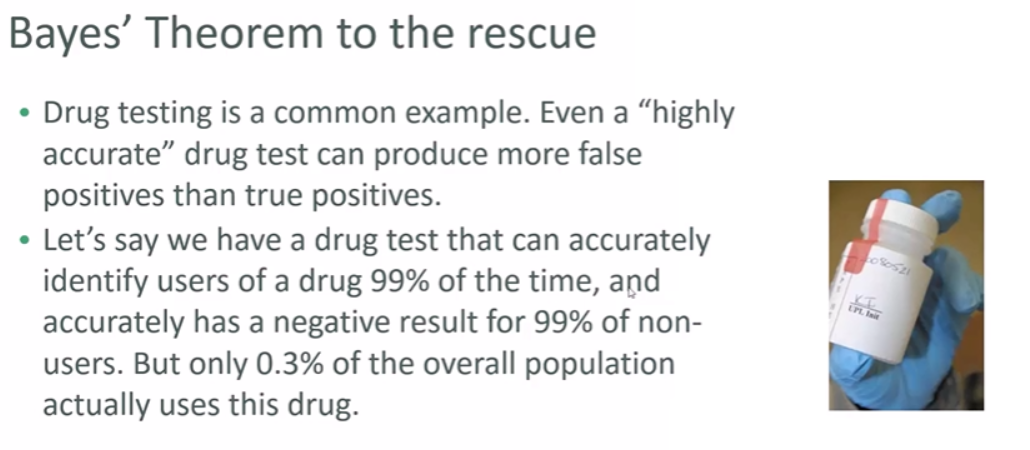 Bayes’ Theorem to the rescue
• Drug testing is a common example. Even a “highly
accurate” drug test can produce more false
positives than true positives.
• Let’s say we have a drug test that can accurately
identify users of a drug 99% of the time, and
accurately has a negative result for 99% of non-
users. But only 0.3% of the overall population
actually uses this drug.
0080521
UPL Init